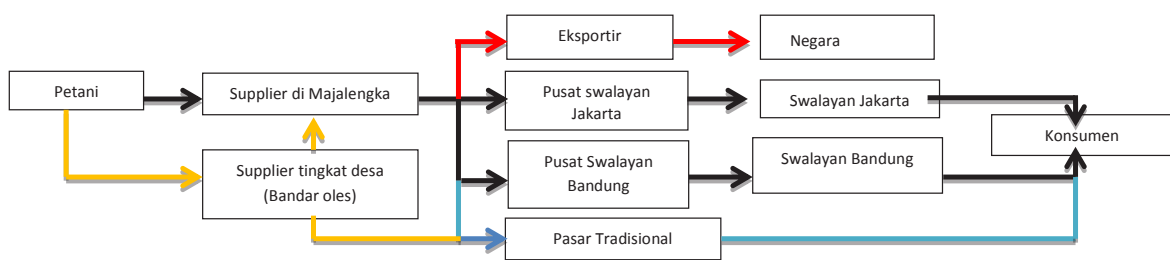 Eksportir
Negara
Petani
Supplier di Majalengka
Pusat swalayan
Jakarta
Swalayan Jakarta
Konsumen
Supplier tingkat desa
(Bandar oles)
Pusat Swalayan
Bandung
Swalayan Bandung
Pasar Tradisional